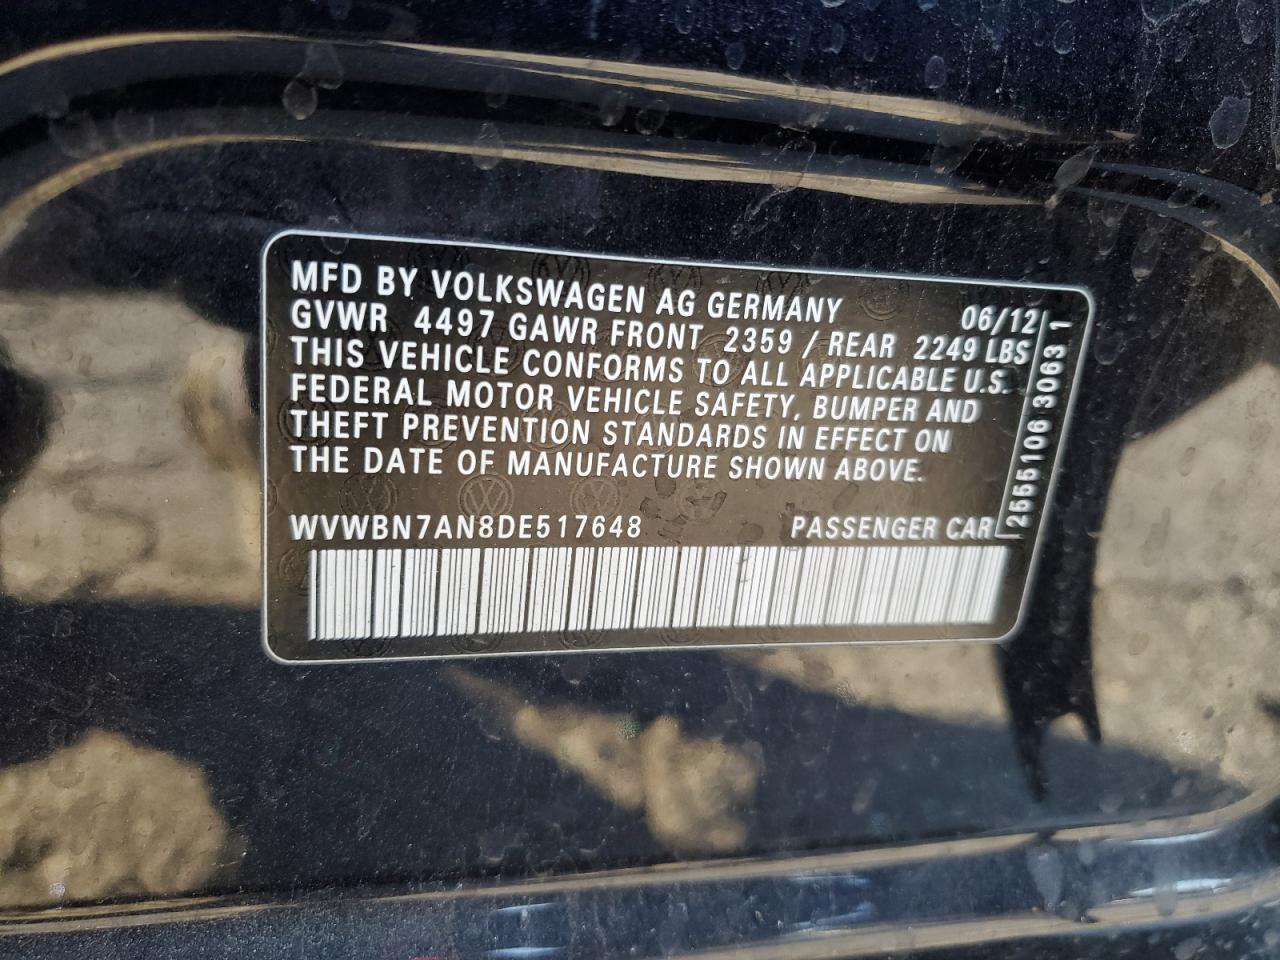 MFD BY VOLKSWAGEN AG GERMANY 06/12
GVWR 4497 GAWR FRONT 2359 / REAR 2249 LBS
THIS VEHICLE CONFORMS TO ALL APPLICABLE U.S.
FEDERAL MOTOR VEHICLE SAFETY, BUMPER AND
THEFT PREVENTION STANDARDS IN EFFECT ON
THE DATE OF MANUFACTURE SHOWN ABOVE.
WVWBN7AN8DE517648 PASSENGER CAR
2555106 3063 1